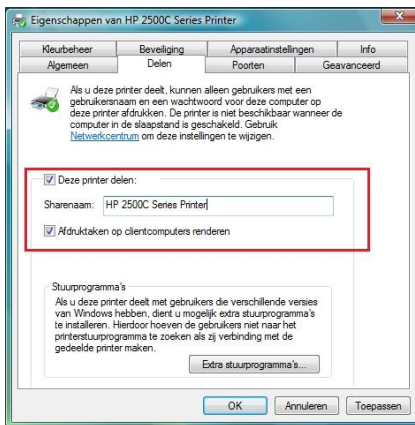 Eigenschappen van HP 2500C Series Printer
Kleurbeheer Beveiliging Apparaatinstellingen Info
Algemeen Delen Poorten Geavanceerd
Als u deze printer deelt, kunnen alleen gebruikers met een
gebruikersnaam en een wachtwoord voor deze computer op
deze printer afdrukken. De printer is niet beschikbaar wanneer de
computer in de slaapstand is geschakeld. Gebruik
Netwerkcentrum om deze instellingen te wijzigen.
Deze printer delen:
Sharenaam: HP 2500C Series Printer
Afdruktaken op clientcomputers renderen
Stuurprogramma's
Als u deze printer deelt met gebruikers die verschillende versies
van Windows hebben, dient u mogelijk extra stuurprogramma's
te installeren. Hierdoor hoeven de gebruikers niet naar het
printerstuurprogramma te zoeken als zij verbinding met de
gedeelde printer maken.
Extra stuurprogramma's...
OK Annuleren Toepassen